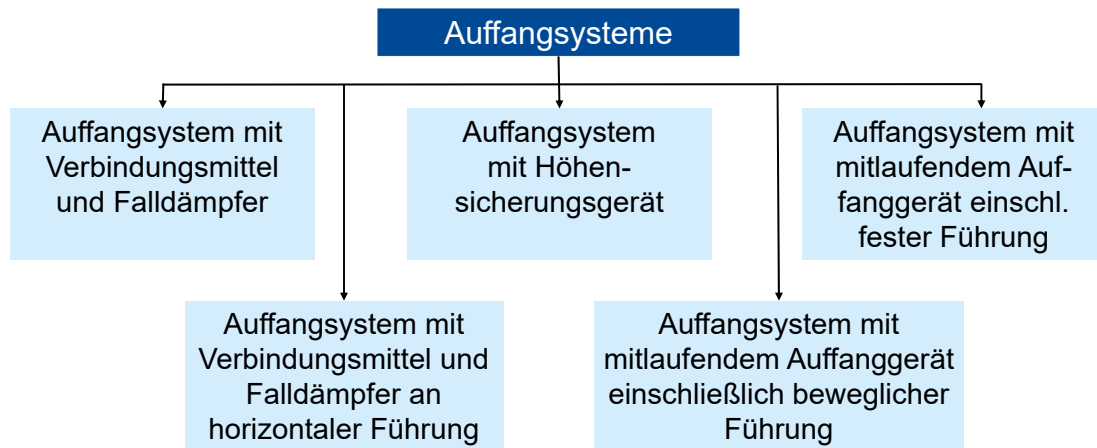 Auffangsysteme
Auffangsystem mit
Verbindungsmittel
und Falldämpfer
Auffangsystem
mit Höhen-
sicherungsgerät
Auffangsystem mit
mitlaufendem Auf-
fanggerät einschl.
fester Führung
Auffangsystem mit
Verbindungsmittel und
Falldämpfer an
horizontaler Führung
Auffangsystem mit
mitlaufendem Auffanggerät
einschließlich beweglicher
Führung